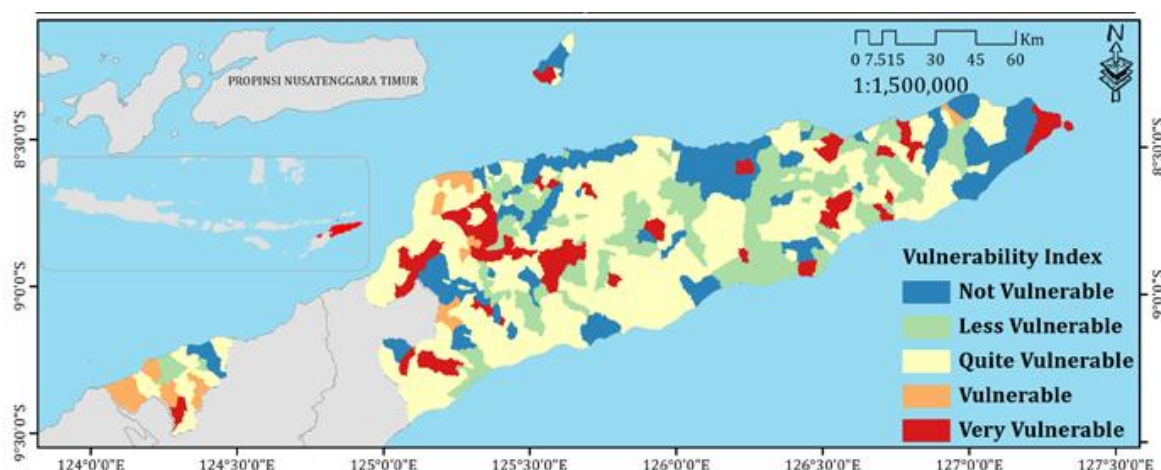 PROPINSI NUSATENGGARA TIMUR
N
Km
0 7.515 30 45 60
1:1,500,000
8°30'0"S
8°30'0"S
9°0'0"S
9°0'0"S
9°30'0"S
9°30'0"S
Vulnerability Index
Not Vulnerable
Less Vulnerable
Quite Vulnerable
Vulnerable
Very Vulnerable
124°0'0"E 124°30'0"E 125°0'0"E 125°30'0"E 126°0'0"E 126°30'0"E 127°0'0"E 127°30'0"E